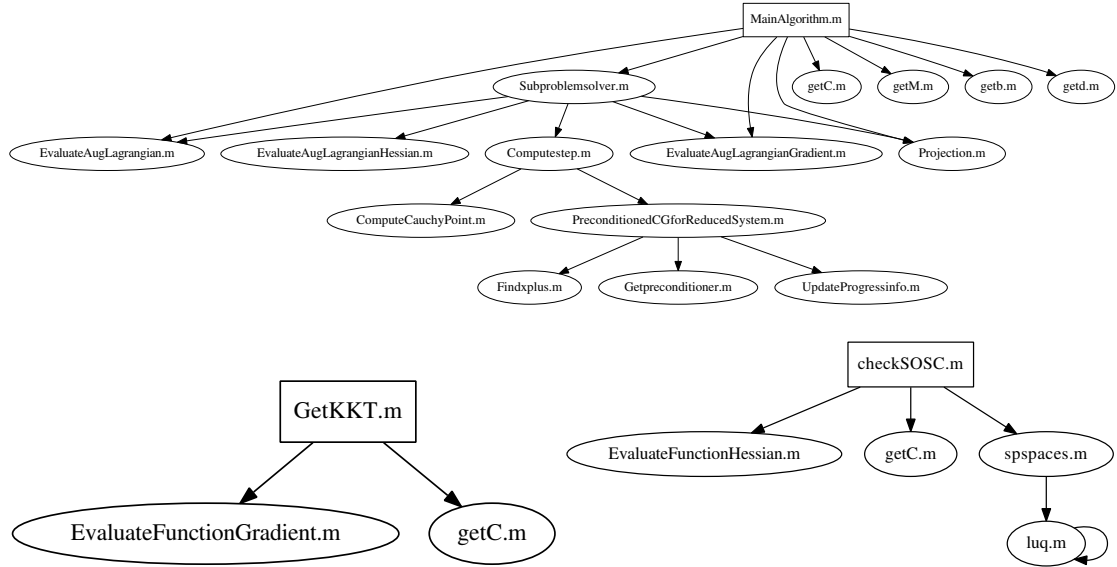 MainAlgorithm.m
Subproblemsolver.m
getC.m
getM.m
getb.m
getd.m
EvaluateAugLagrangian.m
EvaluateAugLagrangianHessian.m
Computestep.m
EvaluateAugLagrangianGradient.m
Projection.m
ComputeCauchyPoint.m
PreconditionedCGforReducedSystem.m
Findxplus.m
Getpreconditioner.m
UpdateProgressinfo.m
GetKKT.m
EvaluateFunctionGradient.m
getC.m
checkSOSC.m
EvaluateFunctionHessian.m
getC.m
spspaces.m
luq.m